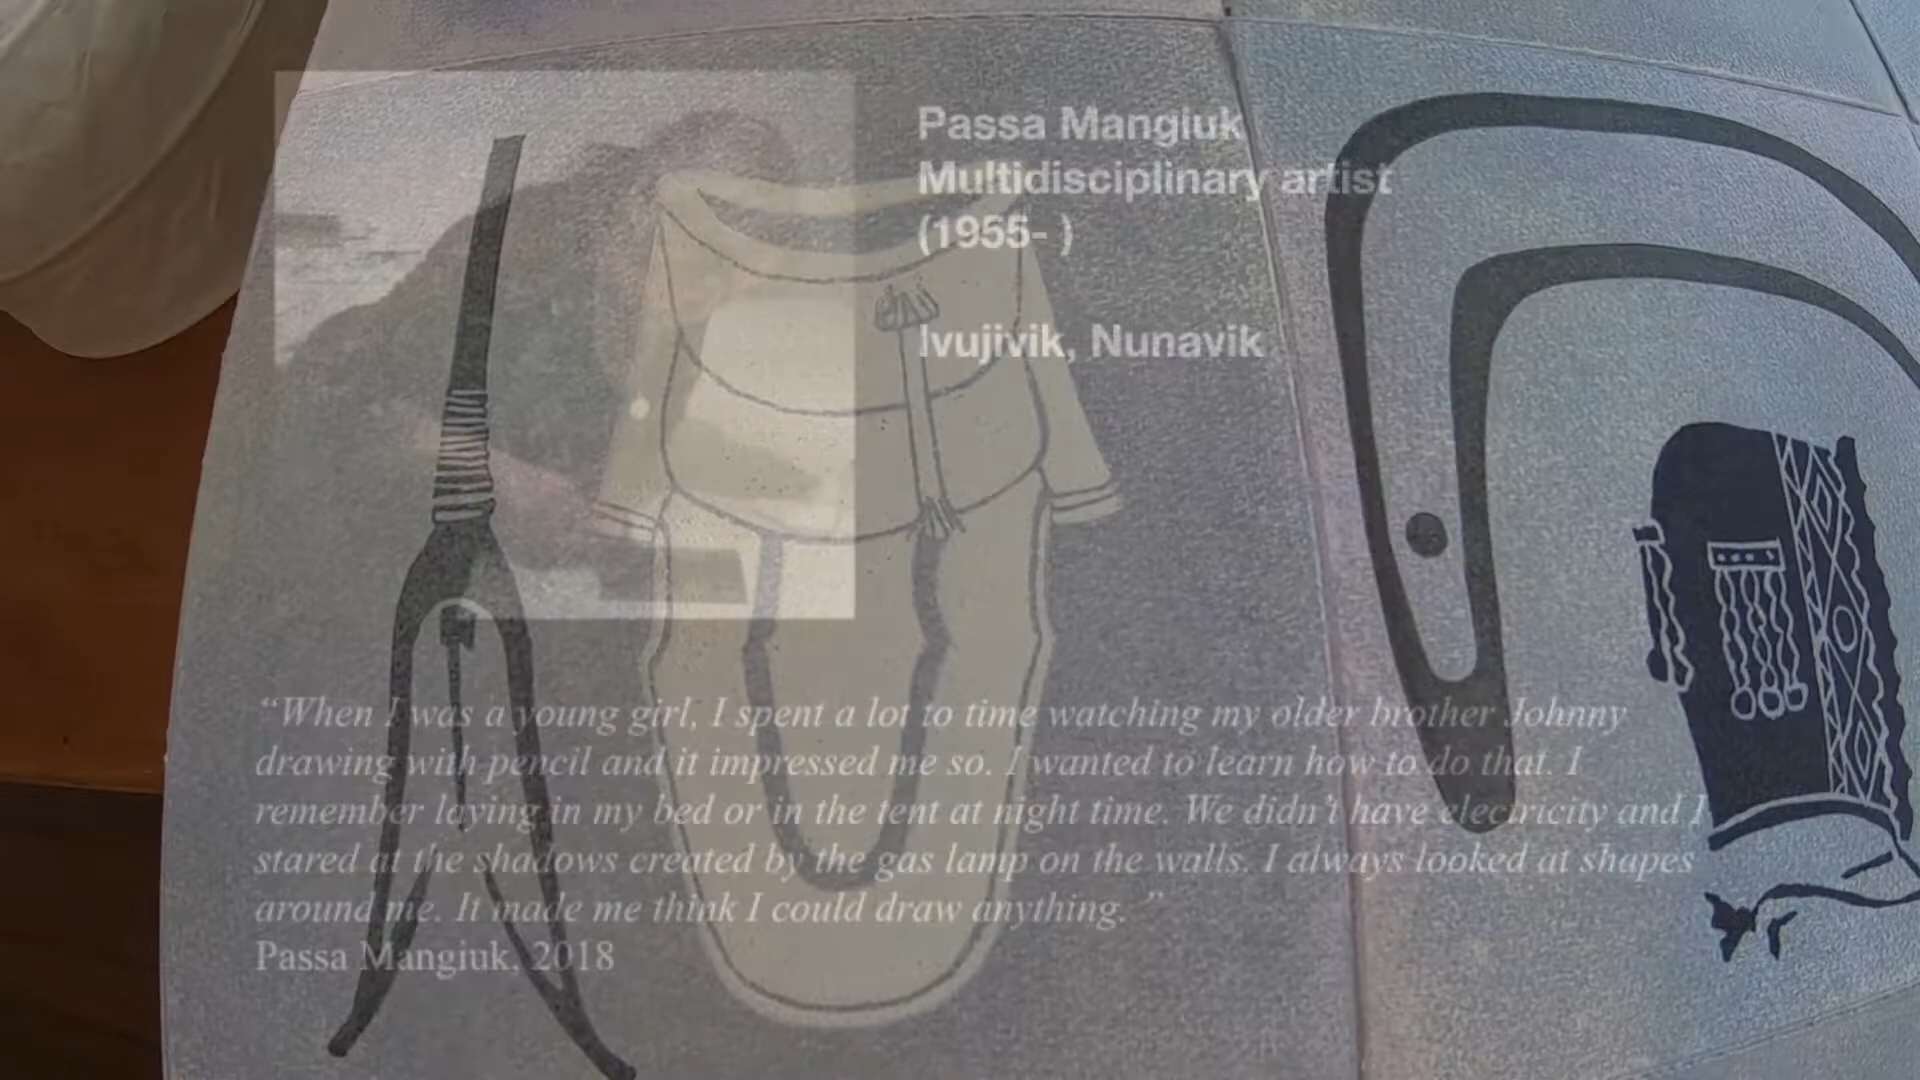 Passa Mangiuk
Multidisciplinary artist
(1955- )
Ivujivik, Nunavik
“When I was a young girl, I spent a lot to time watching my older brother Johnny
drawing with pencil and it impressed me so. I wanted to learn how to do that. I
remember laying in my bed or in the tent at night time. We didn’t have electricity and I
stared at the shadows created by the gas lamp on the walls. I always looked at shapes
around me. It made me think I could draw anything. ”
Passa Mangiuk, 2018